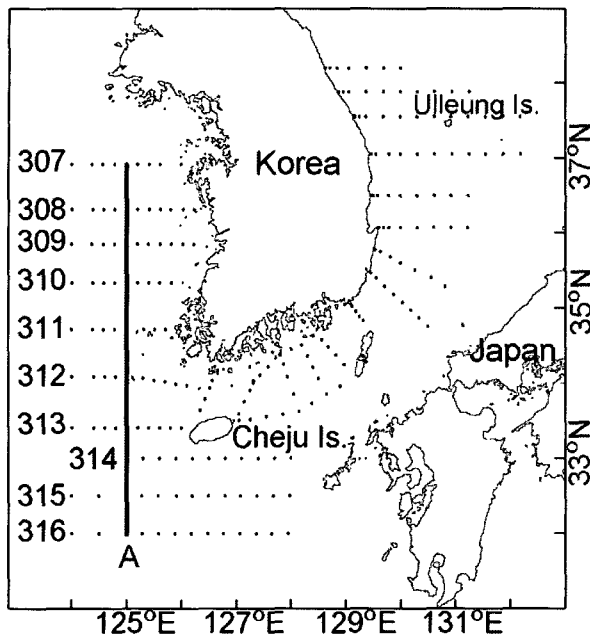 Ulleung Is.
Korea
307
308
309
310
311
312
313
314
315
316
Japan
Cheju Is.
A
37°N
35°N
33°N
125°E
127°E
129°E
131°E